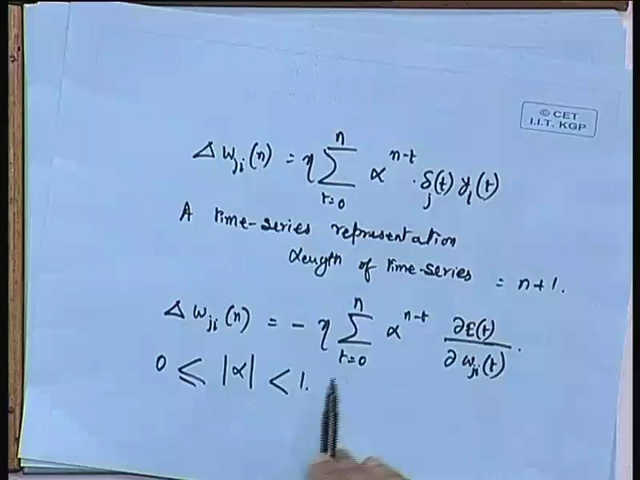 © CET
I.I.T. KGP
Δ w_ji(n) = η Σ_{t=0}^{n} α^{n-t} . δ_j(t) y_i(t)
A time-series representation
Length of time-series = n+1.
Δ w_ji(n) = - η Σ_{t=0}^{n} α^{n-t} ∂ε(t) / ∂w_ji(t) .
0 ≤ |α| < 1.